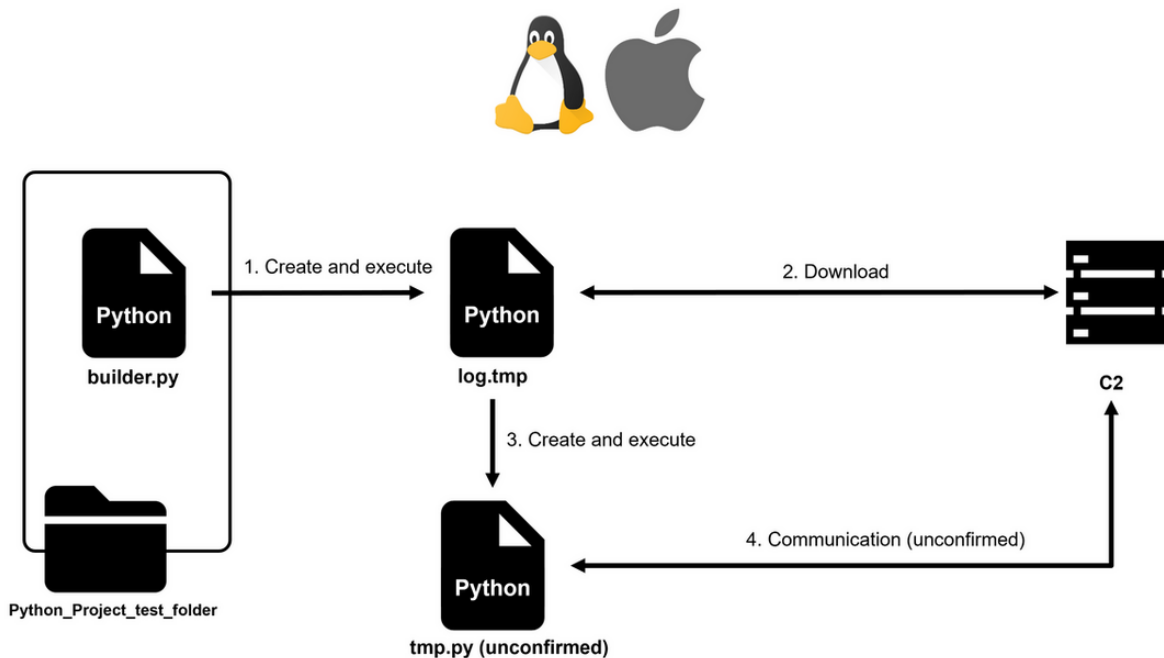 1. Create and execute
2. Download
Python
Python
builder.py
log.tmp
C2
3. Create and execute
4. Communication (unconfirmed)
Python
Python_Project_test_folder
tmp.py (unconfirmed)